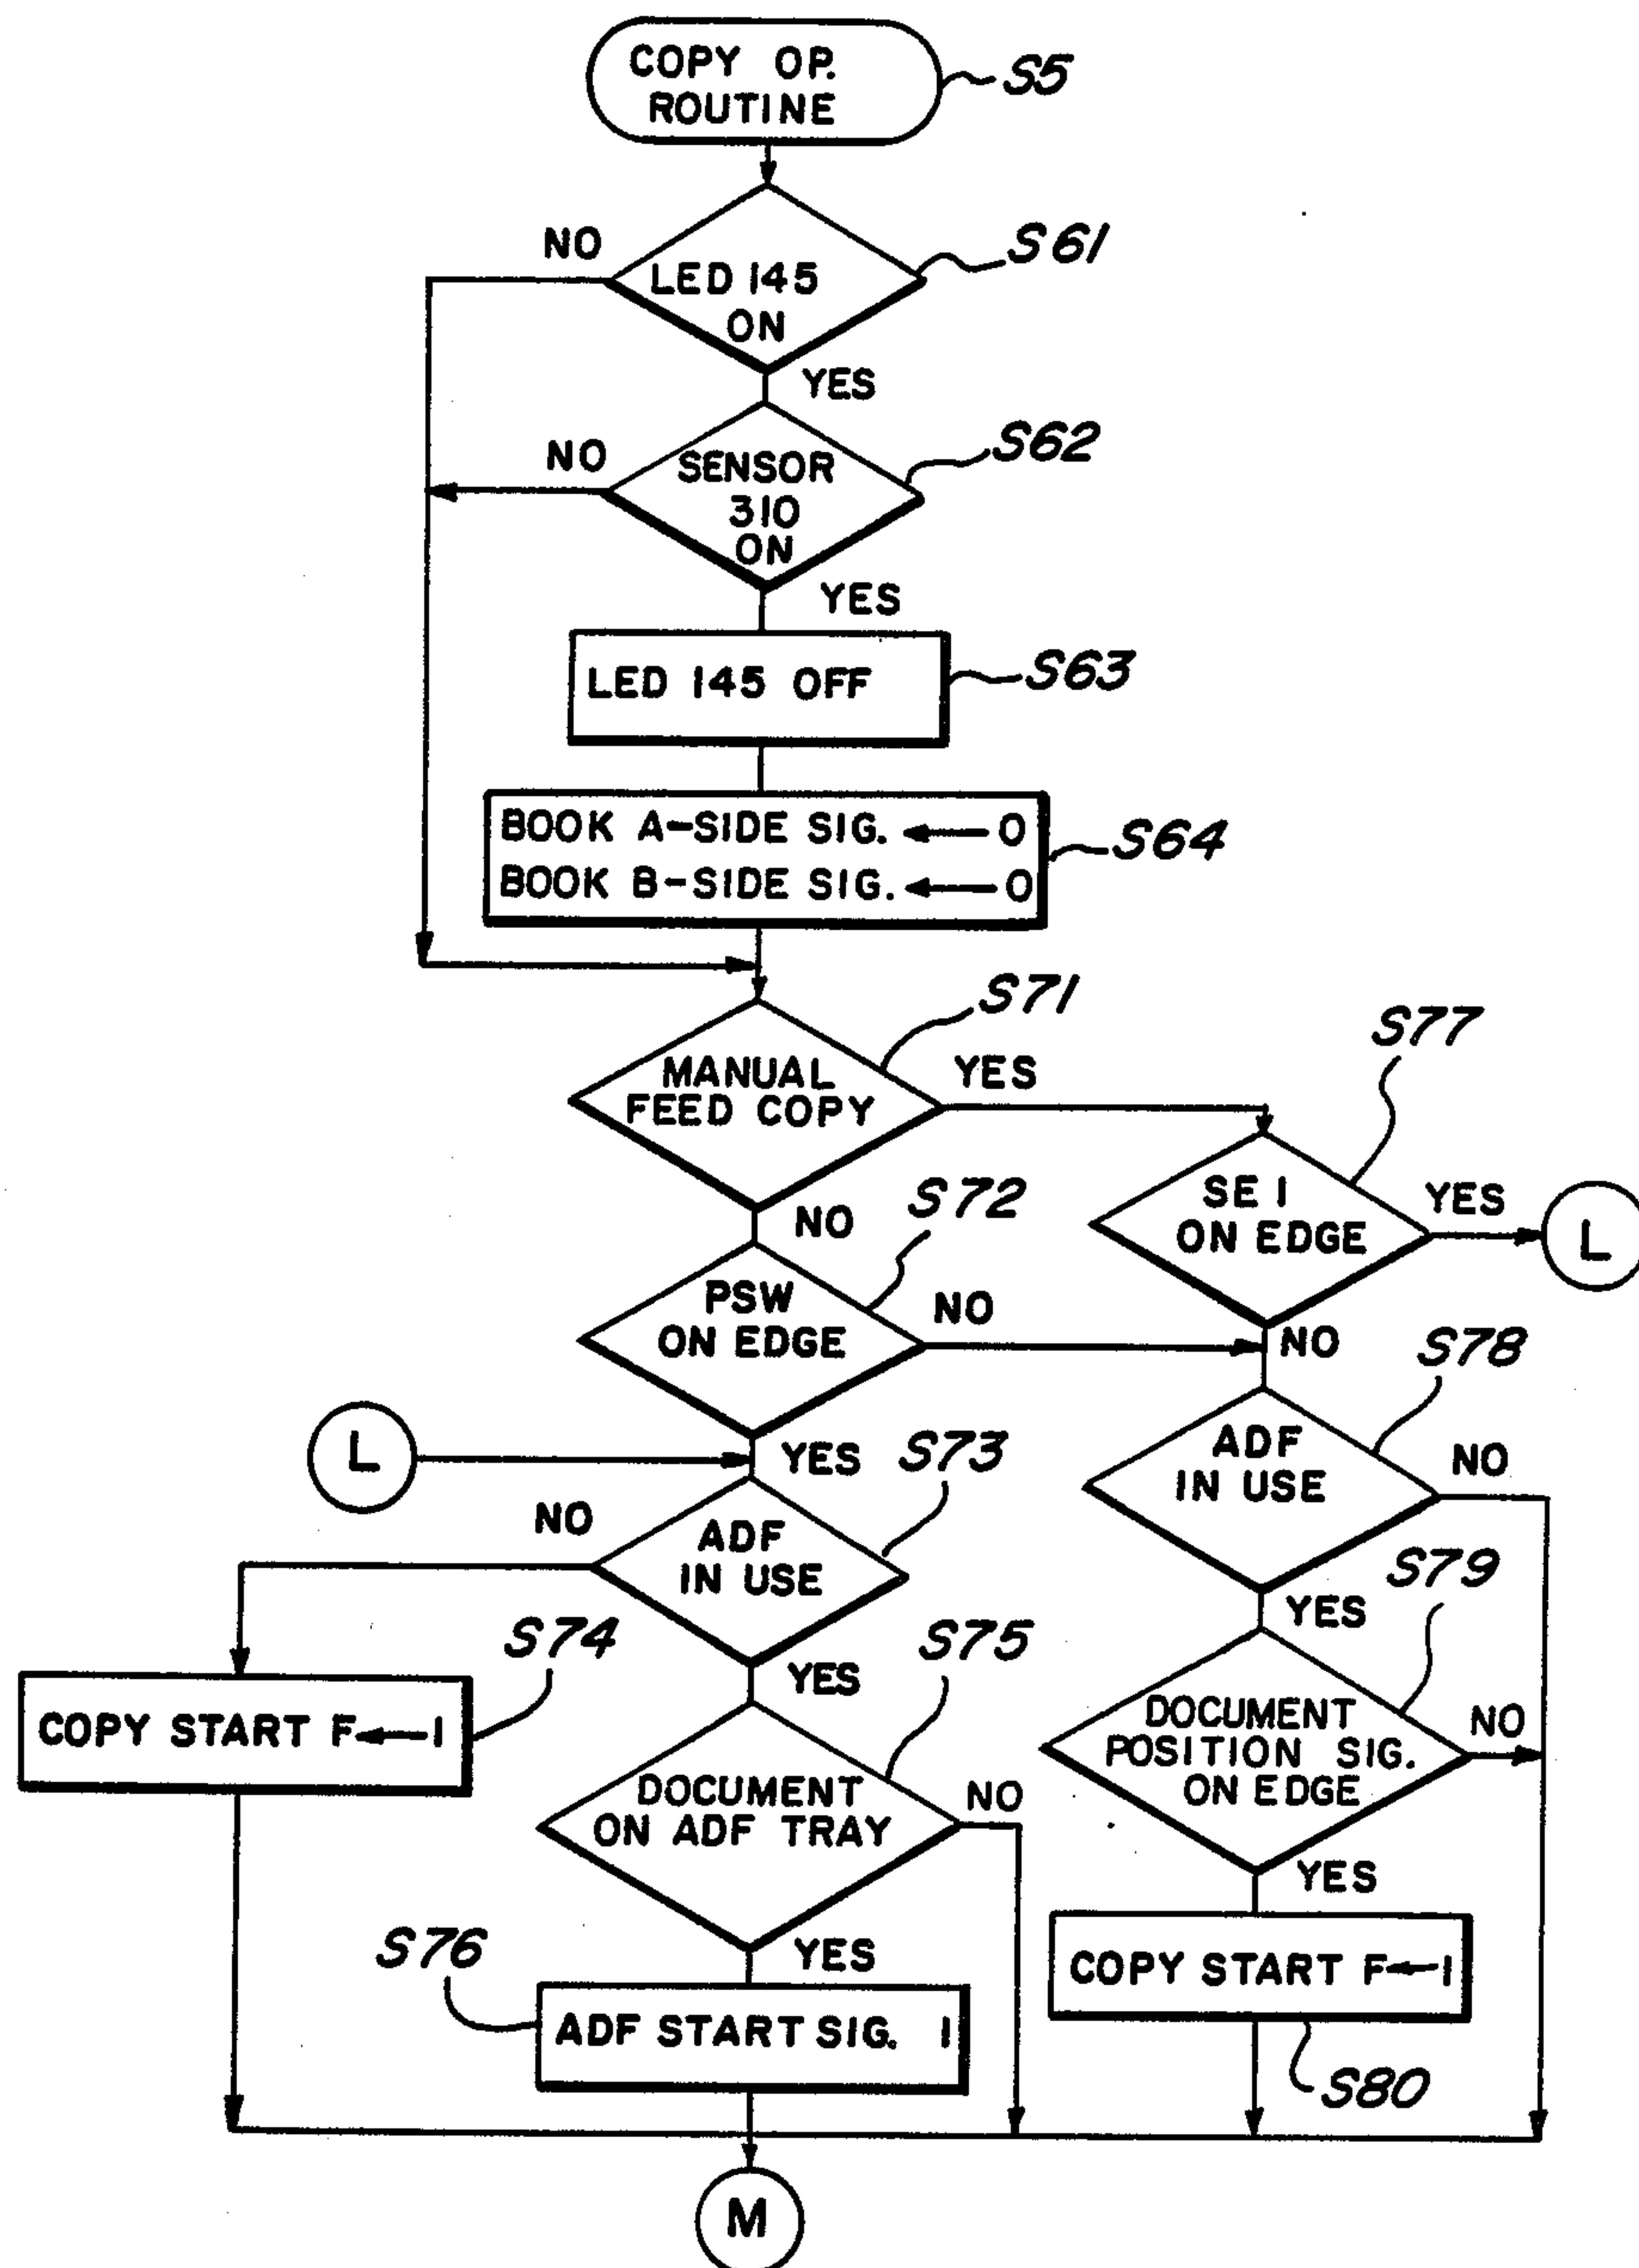 COPY OP.
ROUTINE
S5
NO
LED 145
ON
S61
YES
NO
SENSOR
310
ON
S62
YES
LED 145 OFF
S63
BOOK A-SIDE SIG. ← 0
BOOK B-SIDE SIG. ← 0
S64
MANUAL
FEED COPY
S71
YES
NO
S77
SE 1
ON EDGE
YES
L
NO
PSW
ON EDGE
S72
NO
YES
L
S73
ADF
IN USE
NO
YES
S78
ADF
IN USE
NO
YES
S74
COPY START F←1
S75
DOCUMENT
ON ADF TRAY
NO
YES
S79
DOCUMENT
POSITION SIG.
ON EDGE
NO
YES
S76
ADF START SIG. 1
COPY START F←1
S80
M